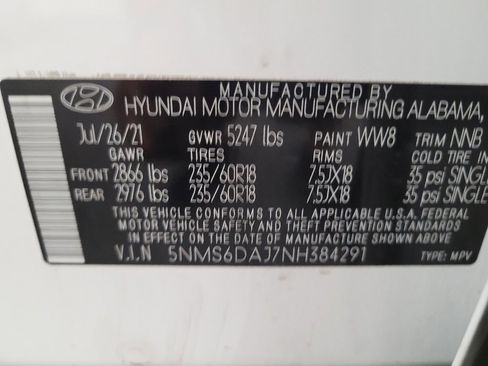 MANUFACTURED BY
HYUNDAI MOTOR MANUFACTURING ALABAMA,
Jul/26/21 GVWR 5247 lbs PAINT WW8 TRIM NNB
GAWR TIRES RIMS COLD TIRE IN
FRONT 2866 lbs 235/60R18 7.5JX18 35 psi SINGL
REAR 2976 lbs 235/60R18 7.5JX18 35 psi SINGLE
THIS VEHICLE CONFORMS TO ALL APPLICABLE U.S.A. FEDERAL
MOTOR VEHICLE SAFETY AND THEFT PREVENTION STANDARDS
IN EFFECT ON THE DATE OF MANUFACTURE SHOWN ABOVE.
V.I.N 5NMS6DAJ7NH384291 TYPE: MPV